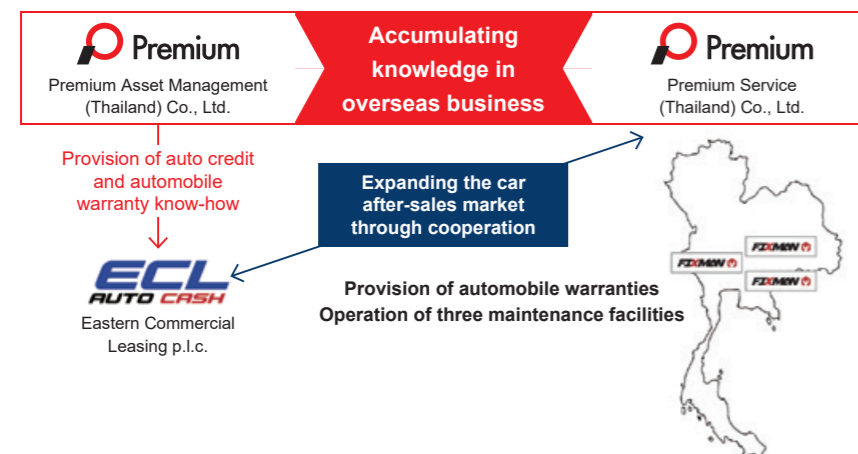 Premium
Premium Asset Management
(Thailand) Co., Ltd.
Accumulating
knowledge in
overseas business
Premium
Premium Service
(Thailand) Co., Ltd.
Provision of auto credit
and automobile
warranty know-how
Expanding the car
after-sales market
through cooperation
ECL
AUTO CASH
Eastern Commercial
Leasing p.l.c.
Provision of automobile warranties
Operation of three maintenance facilities
FIXMAN
FIXMAN
FIXMAN